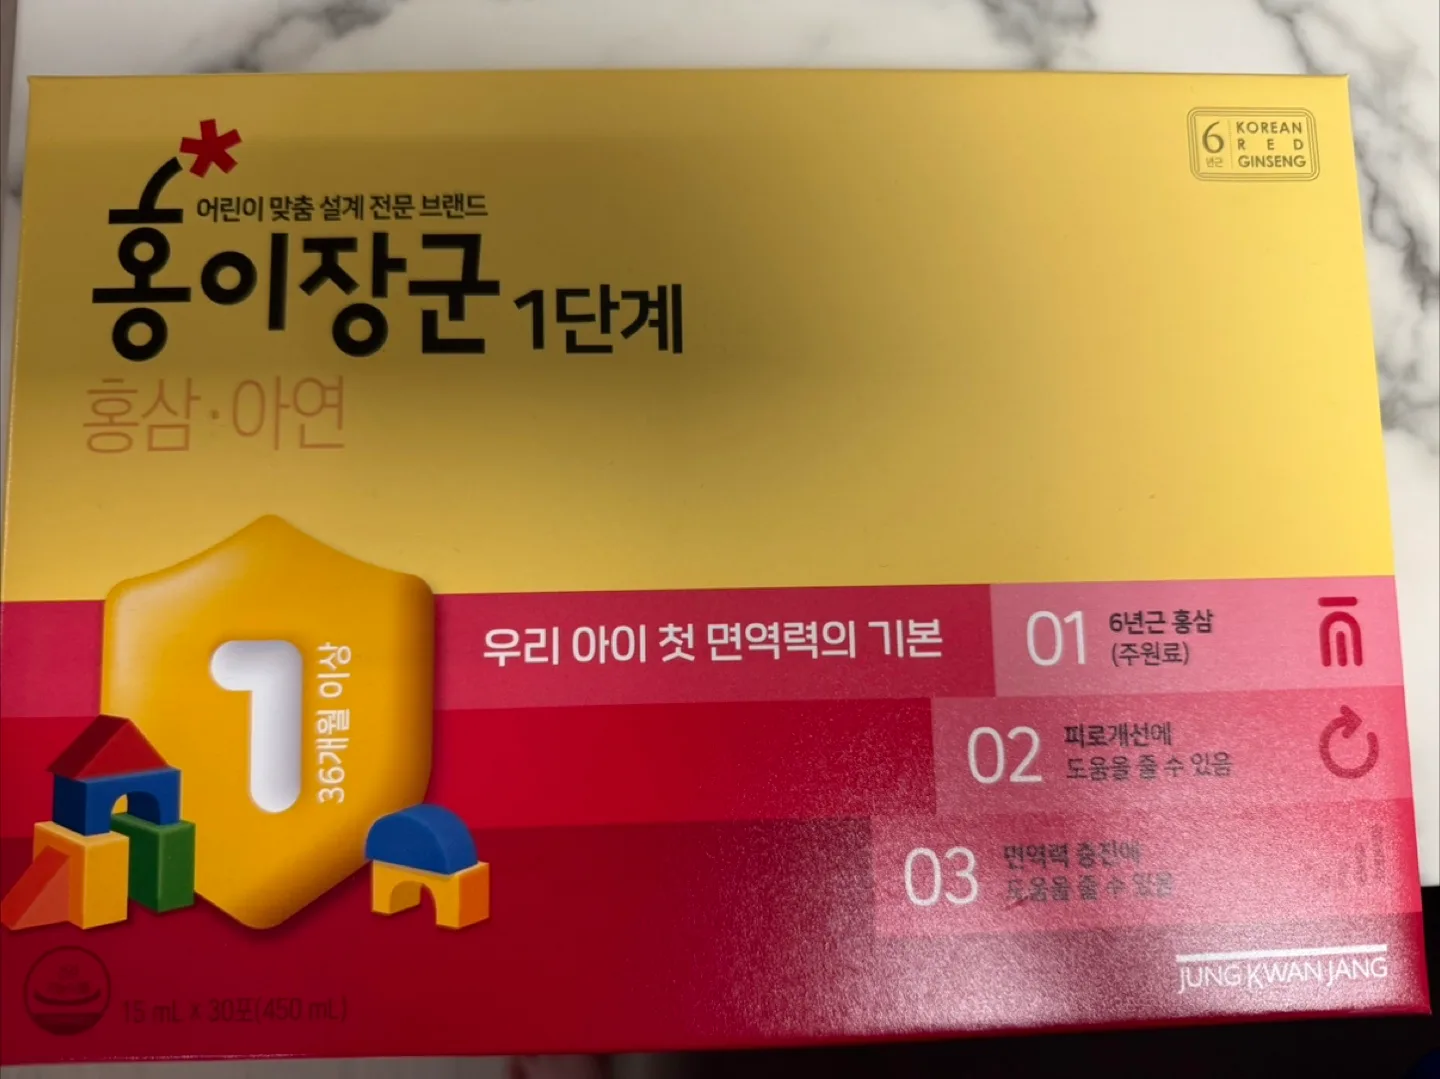 6년근 KOREAN RED GINSENG
어린이 맞춤 설계 전문 브랜드
홍이장군 1단계
홍삼·아연
1 36개월 이상
우리 아이 첫 면역력의 기본
01 6년근 홍삼
(주원료)
02 피로개선에
도움을 줄 수 있음
03 면역력 증진에
도움을 줄 수 있음
JUNG KWAN JANG
15 mL x 30포(450 mL)